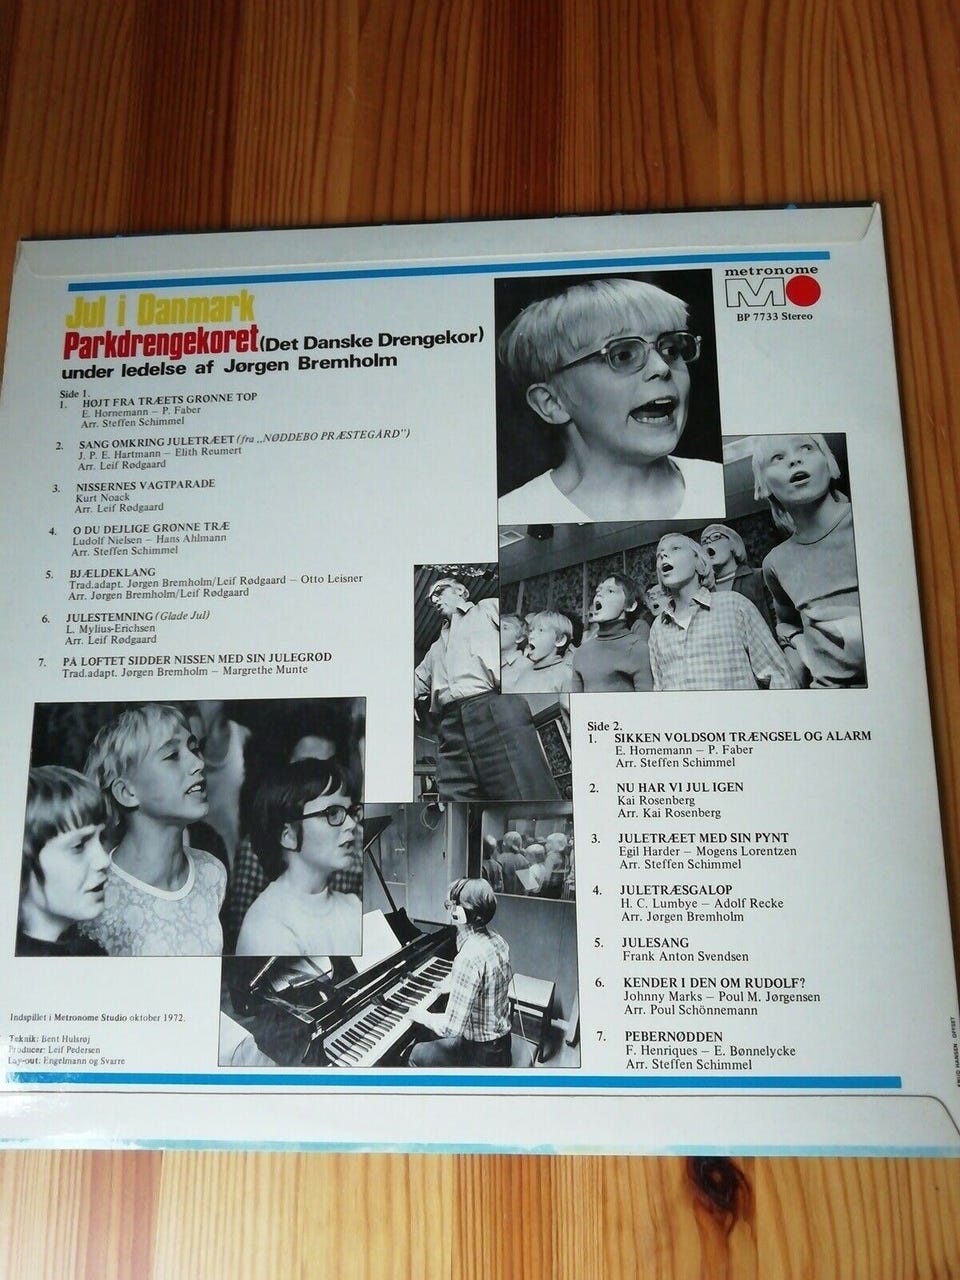 metronome
MO
BP 7733 Stereo
Jul i Danmark
Parkdrengekoret (Det Danske Drengekor)
under ledelse af Jørgen Bremholm
Side 1.
1. HØJT FRA TRÆETS GRØNNE TOP
E. Hornemann – P. Faber
Arr. Steffen Schimmel
2. SANG OMKRING JULETRÆET (fra „NØDDEBO PRÆSTEGÅRD")
J. P. E. Hartmann – Elith Reumert
Arr. Leif Rødgaard
3. NISSERNES VAGTPARADE
Kurt Noack
Arr. Leif Rødgaard
4. O DU DEJLIGE GRØNNE TRÆ
Ludolf Nielsen – Hans Ahlmann
Arr. Steffen Schimmel
5. BJÆLDEKLANG
Trad.adapt. Jørgen Bremholm/Leif Rødgaard – Otto Leisner
Arr. Jørgen Bremholm/Leif Rødgaard
6. JULESTEMNING (Glade Jul)
L. Mylius-Erichsen
Arr. Leif Rødgaard
7. PÅ LOFTET SIDDER NISSEN MED SIN JULEGRØD
Trad.adapt. Jørgen Bremholm – Margrethe Munte
Side 2.
1. SIKKEN VOLDSOM TRÆNGSEL OG ALARM
E. Hornemann – P. Faber
Arr. Steffen Schimmel
2. NU HAR VI JUL IGEN
Kai Rosenberg
Arr. Kai Rosenberg
3. JULETRÆET MED SIN PYNT
Egil Harder – Mogens Lorentzen
Arr. Steffen Schimmel
4. JULETRÆSGALOP
H. C. Lumbye – Adolf Recke
Arr. Jørgen Bremholm
5. JULESANG
Frank Anton Svendsen
6. KENDER I DEN OM RUDOLF?
Johnny Marks – Poul M. Jørgensen
Arr. Poul Schönnemann
7. PEBERNØDDEN
F. Henriques – E. Bønnelycke
Arr. Steffen Schimmel
Indspillet i Metronome Studio oktober 1972.
Teknik: Bent Hulsrøj
Producer: Leif Pedersen
Lay-out: Engelmann og Svarre
KNUD HANSEN OFFSET